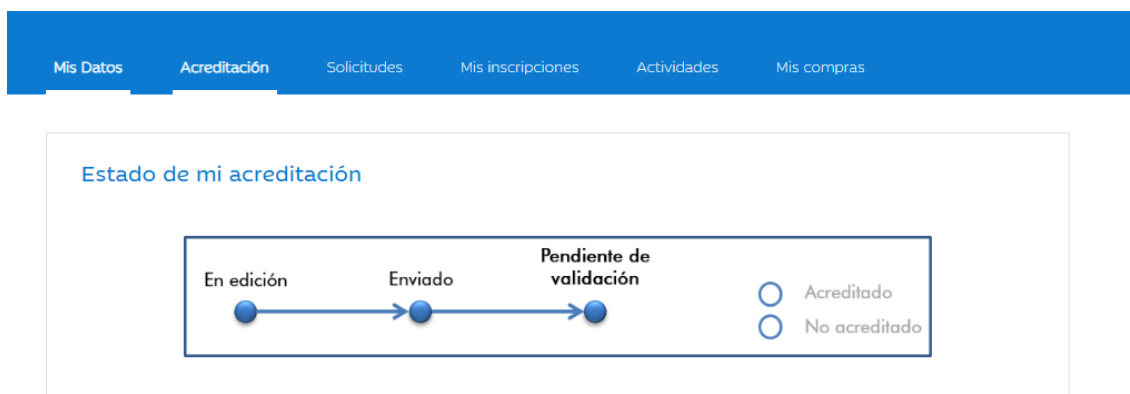 Mis Datos Acreditación Solicitudes Mis inscripciones Actividades Mis compras
Estado de mi acreditación
En edición
Enviado
Pendiente de
validación
Acreditado
No acreditado